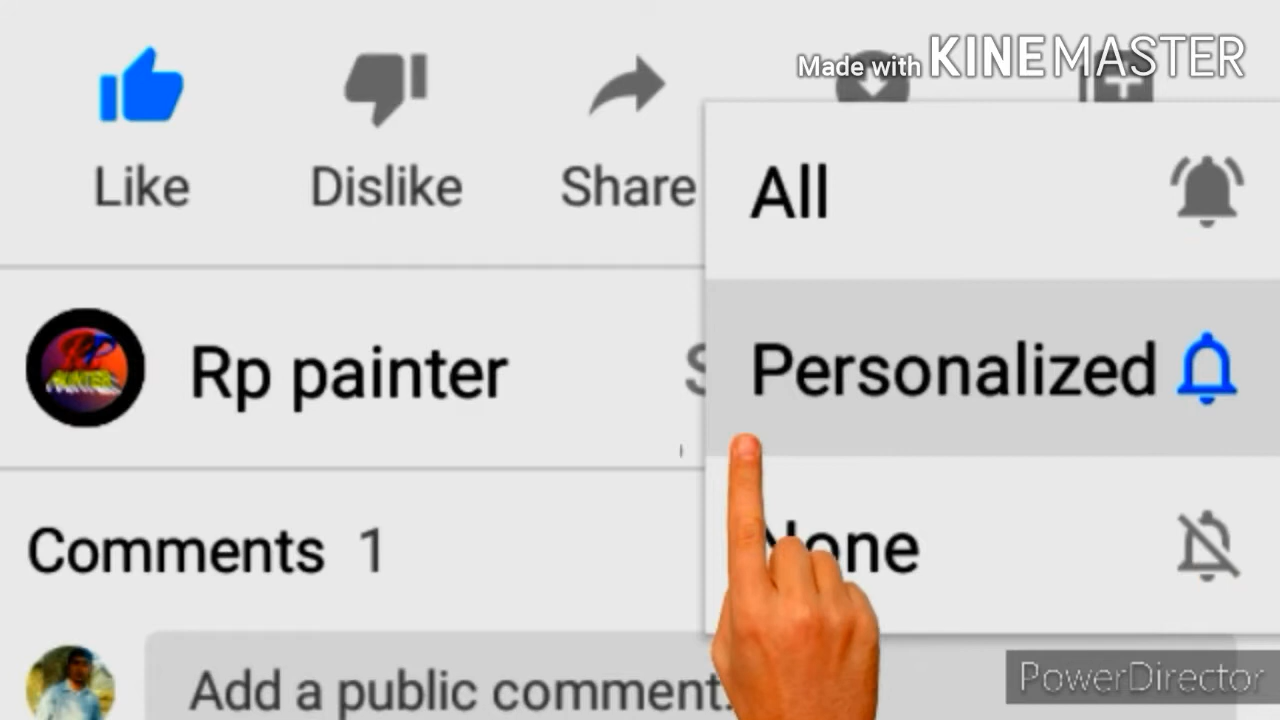 Made with KINEMASTER
Like
Dislike
Share
All
Rp painter
S
Personalized
None
Comments 1
Add a public comment.
PowerDirector